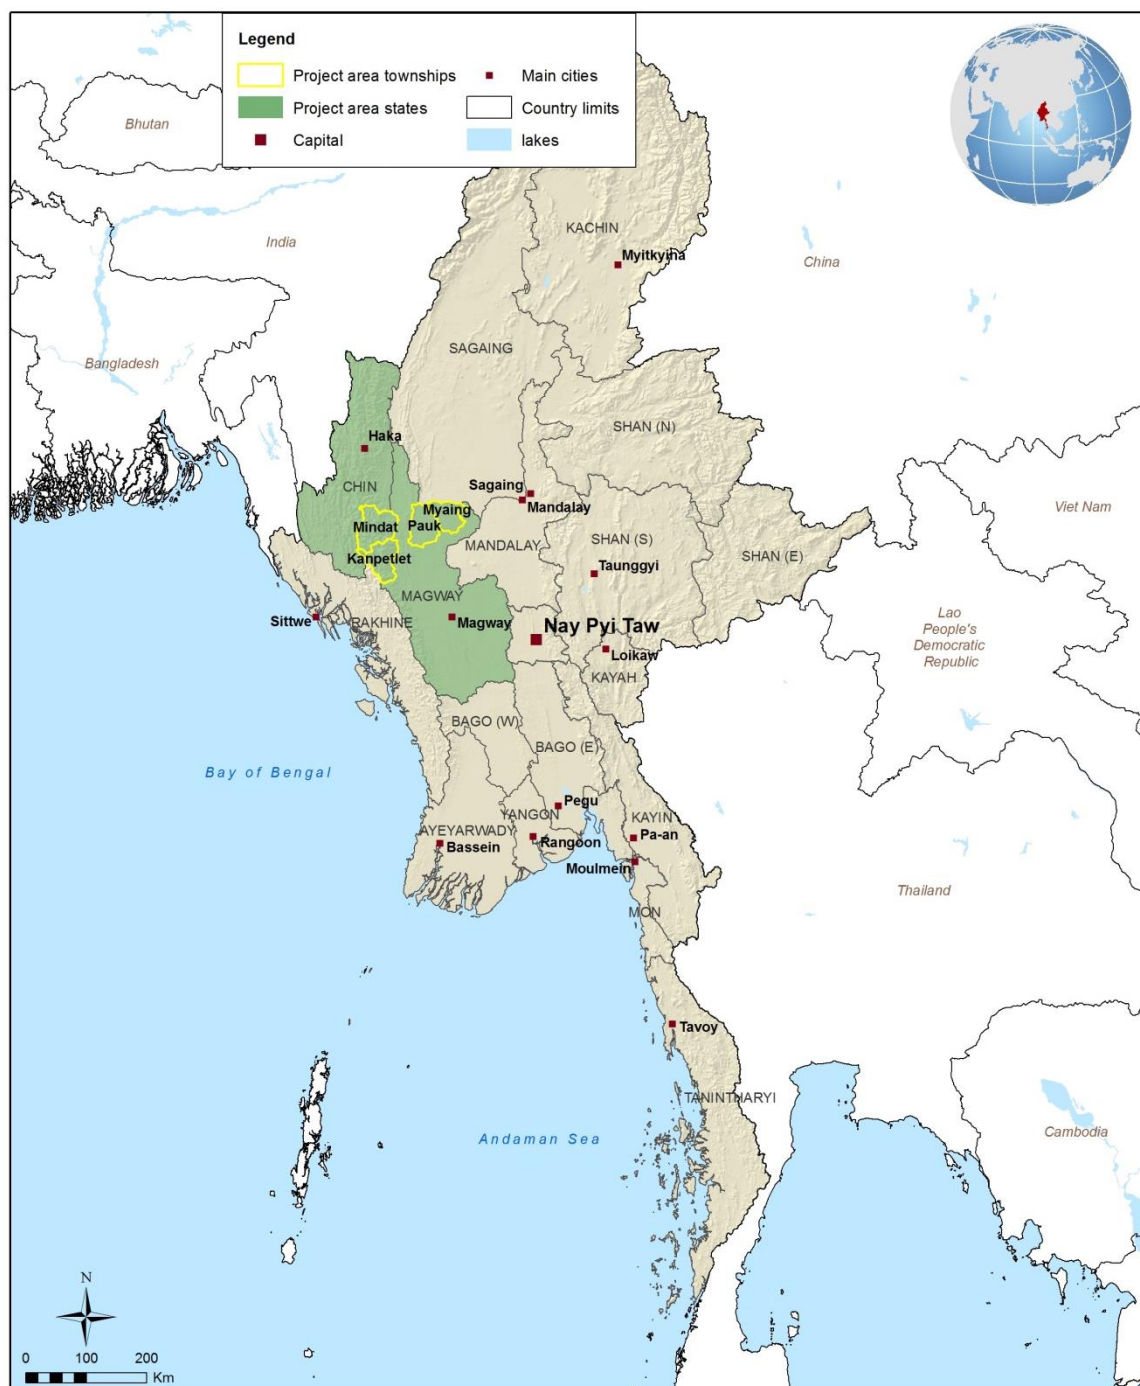 Legend
Project area townships
Main cities
Project area states
Country limits
Capital
lakes
Bhutan
India
China
Bangladesh
Viet Nam
Lao
People's
Democratic
Republic
Thailand
Cambodia
KACHIN
Myitkyina
SAGAING
SHAN (N)
Haka
CHIN
Sagaing
Mandalay
Myaing
Pauk
Mindat
Kanpetlet
MANDALAY
SHAN (S)
SHAN (E)
Taunggyi
MAGWAY
Magway
Sittwe
RAKHINE
Nay Pyi Taw
Loikaw
KAYAH
BAGO (W)
BAGO (E)
Bay of Bengal
Pegu
YANGON
KAYIN
AYEYARWADY
Rangoon
Pa-an
Bassein
Moulmein
MON
Tavoy
TANINTHARYI
Andaman Sea
N
0 100 200
Km